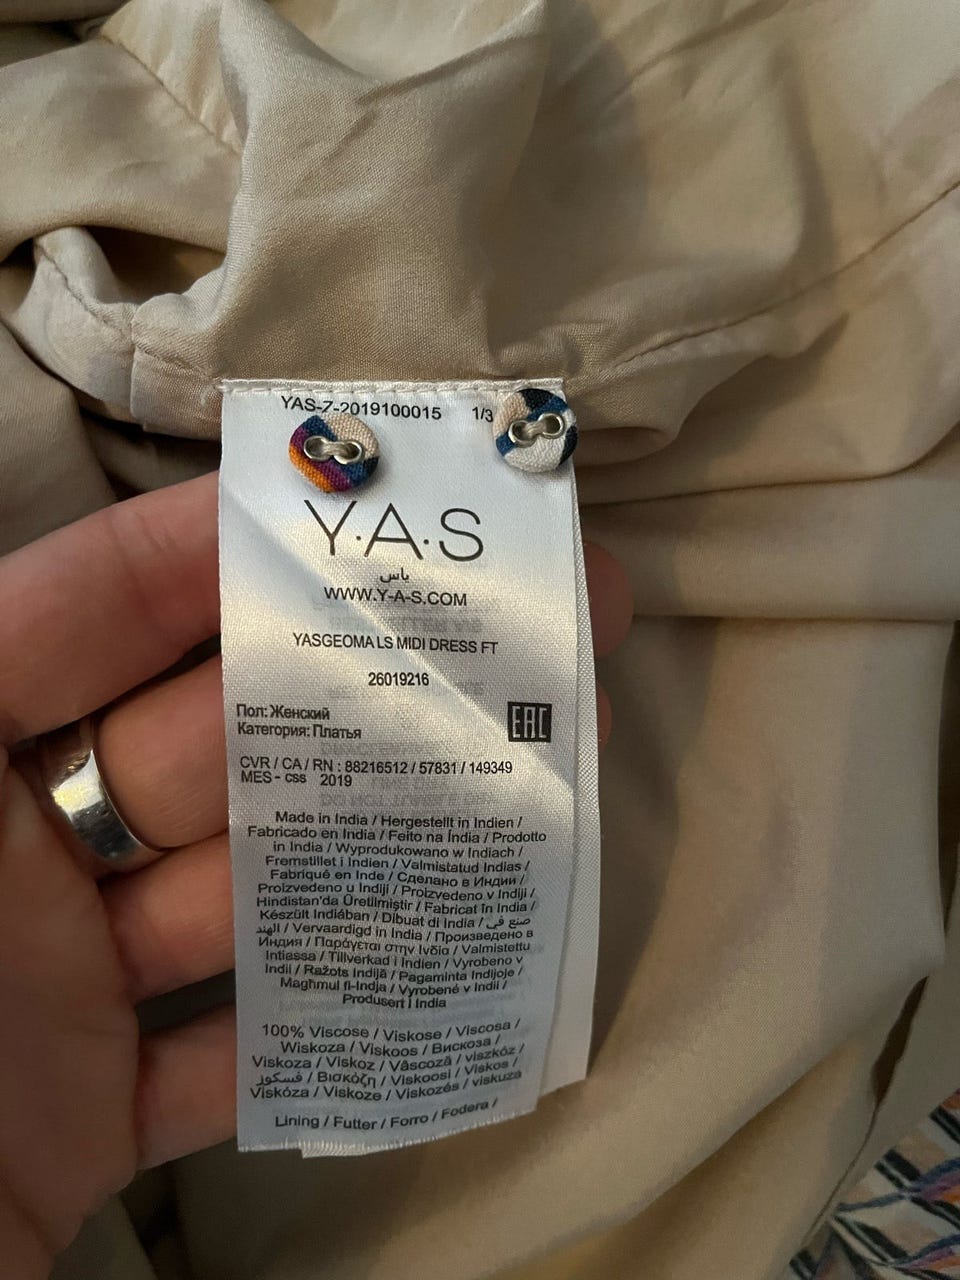 YAS-7-2019100015 1/3
Y·A·S
ياس
WWW.Y-A-S.COM
YASGEOMA LS MIDI DRESS FT
26019216
Пол: Женский
Категория: Платья
EAC
CVR / CA / RN : 88216512 / 57831 / 149349
MES - css 2019
Made in India / Hergestellt in Indien /
Fabricado en India / Feito na Índia / Prodotto
in India / Wyprodukowano w Indiach /
Fremstillet i Indien / Valmistatud Indias /
Fabriqué en Inde / Сделано в Индии /
Proizvedeno u Indiji / Proizvedeno v Indiji /
Hindistan'da Üretilmiştir / Fabricat în India /
Készült Indiában / Dibuat di India / صنع في
الهند / Vervaardigd in India / Произведено в
Индия / Παράγεται στην Ινδία / Valmistettu
Intiassa / Tillverkad i Indien / Vyrobeno v
Indii / Ražots Indijā / Pagaminta Indijoje /
Magħmul fl-Indja / Vyrobené v Indii /
Produsert i India
100% Viscose / Viskose / Viscosa /
Wiskoza / Viskoos / Вискоза /
Viskoza / Viskoz / Vâscoză / viszkóz /
فسكوز / Βισκόζη / Viskoosi / Viskos /
Viskóza / Viskoze / Viskozės / viskuża
Lining / Futter / Forro / Fodera /